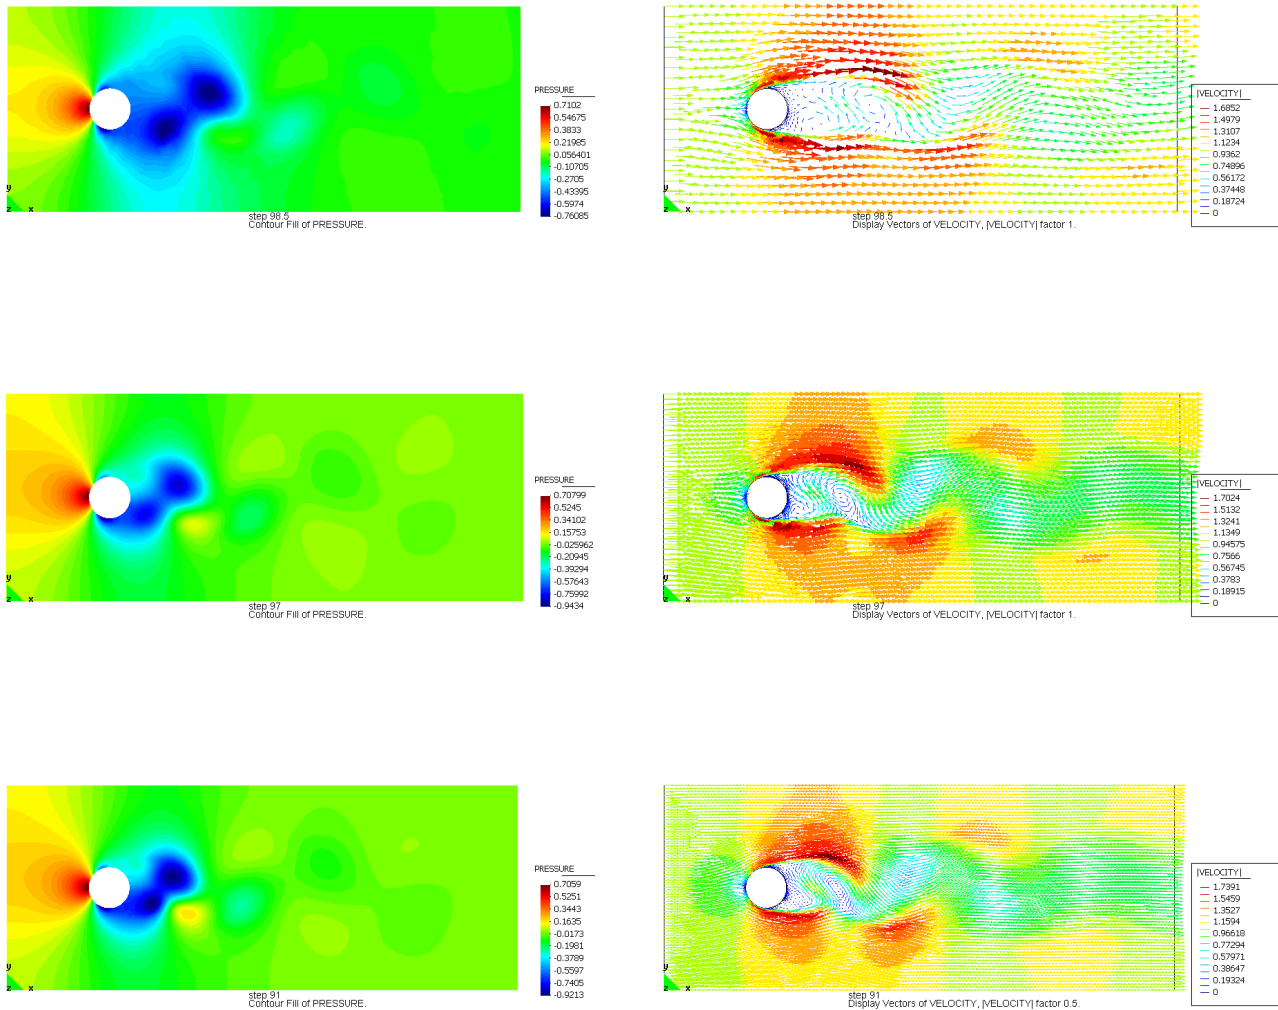 PRESSURE
0.7102
0.54675
0.3833
0.21985
0.056401
-0.10705
-0.2705
-0.43395
-0.5974
-0.76085
y
z x
step 98.5
Contour Fill of PRESSURE.
|VELOCITY|
1.6852
1.4979
1.3107
1.1234
0.9362
0.74896
0.56172
0.37448
0.18724
0
y
z x
step 98.5
Display Vectors of VELOCITY, |VELOCITY| factor 1.
PRESSURE
0.70799
0.5245
0.34102
0.15753
-0.025962
-0.20945
-0.39294
-0.57643
-0.75992
-0.9434
y
z x
step 97
Contour Fill of PRESSURE.
|VELOCITY|
1.7024
1.5132
1.3241
1.1349
0.94575
0.7566
0.56745
0.3783
0.18915
0
y
z x
step 97
Display Vectors of VELOCITY, |VELOCITY| factor 1.
PRESSURE
0.7059
0.5251
0.3443
0.1635
-0.0173
-0.1981
-0.3789
-0.5597
-0.7405
-0.9213
y
z x
step 91
Contour Fill of PRESSURE.
|VELOCITY|
1.7391
1.5459
1.3527
1.1594
0.96618
0.77294
0.57971
0.38647
0.19324
0
y
z x
step 91
Display Vectors of VELOCITY, |VELOCITY| factor 0.5.